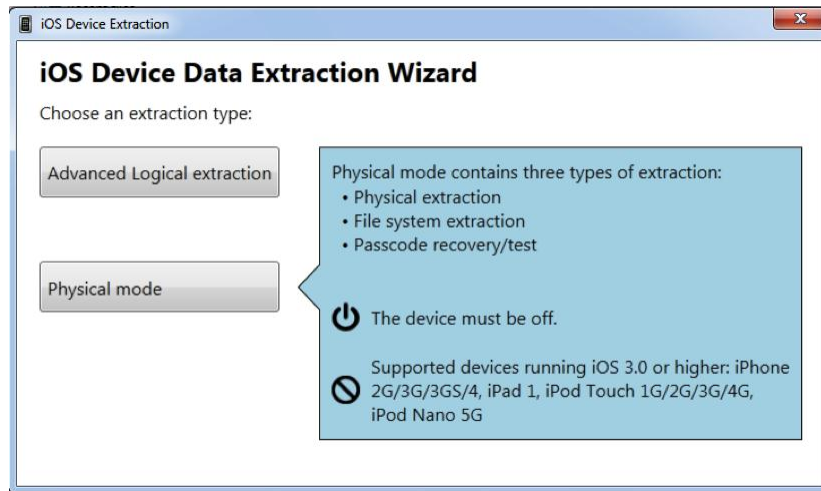 iOS Device Extraction
iOS Device Data Extraction Wizard
Choose an extraction type:
Advanced Logical extraction
Physical mode
Physical mode contains three types of extraction:
• Physical extraction
• File system extraction
• Passcode recovery/test
The device must be off.
Supported devices running iOS 3.0 or higher: iPhone
2G/3G/3GS/4, iPad 1, iPod Touch 1G/2G/3G/4G,
iPod Nano 5G